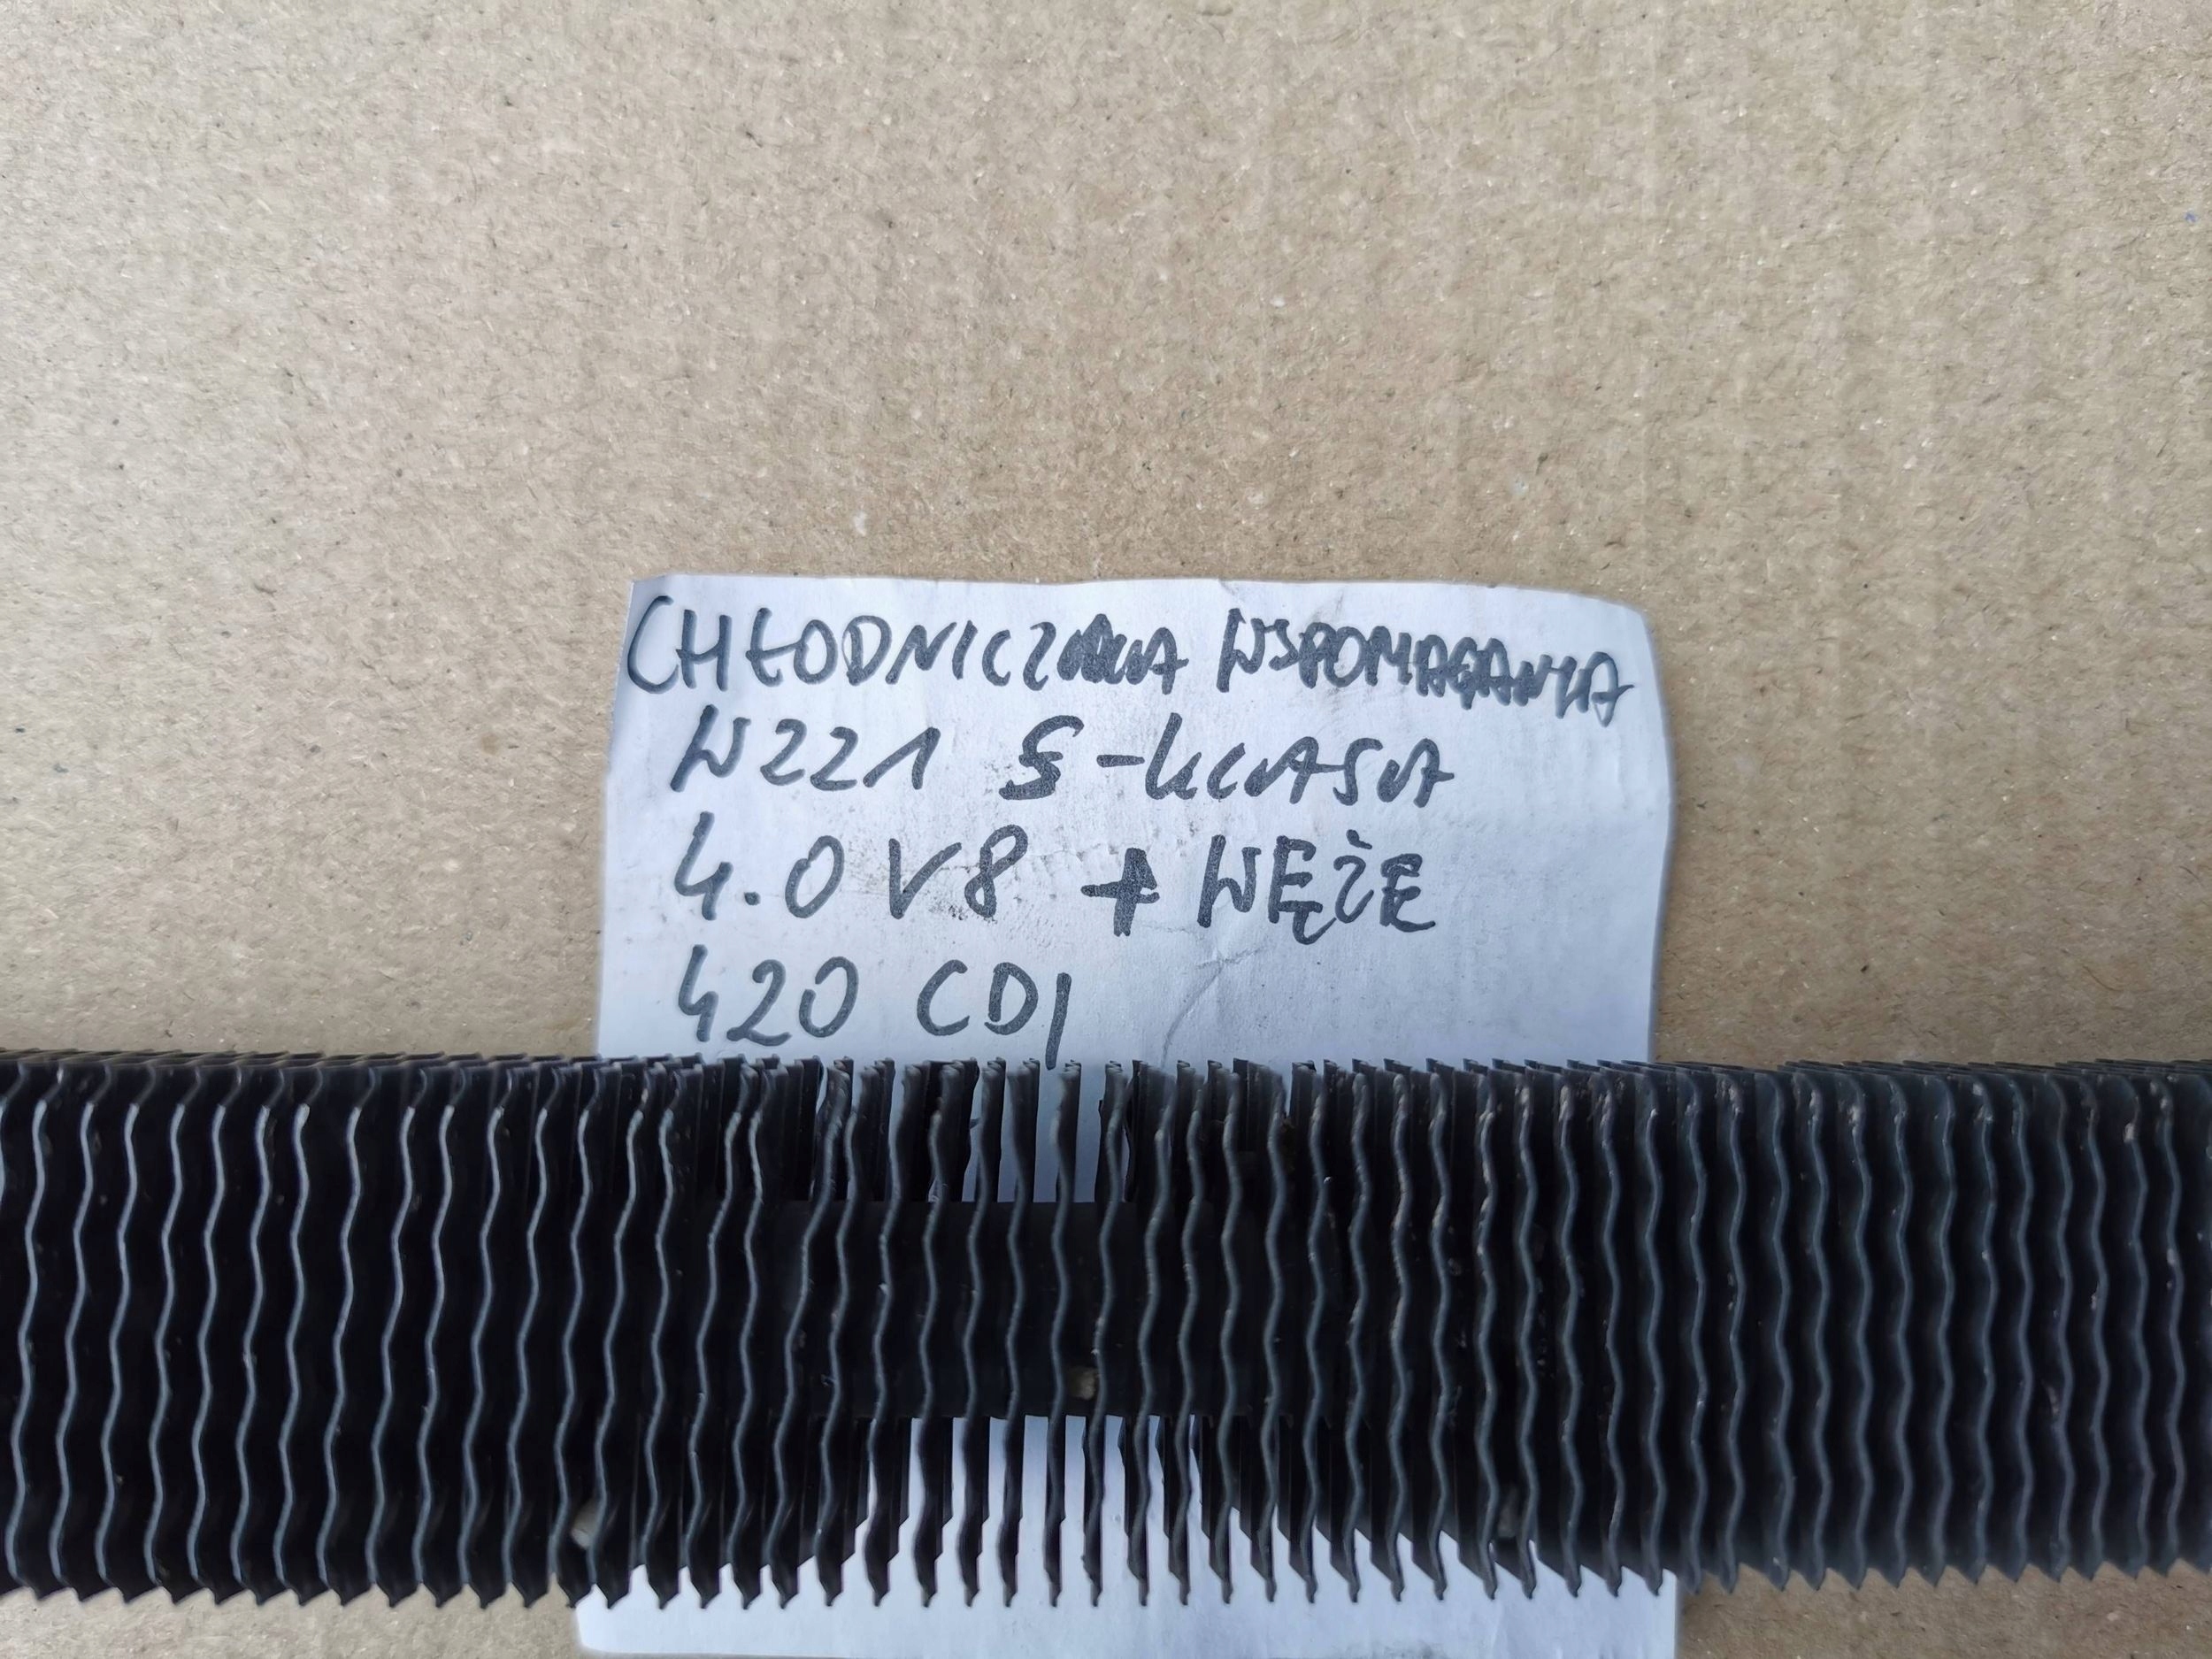 CHŁODNICZKA WSPOMAGANIA
W221 S-KLASA
4.0 V8 + WĘŻE
420 CDI